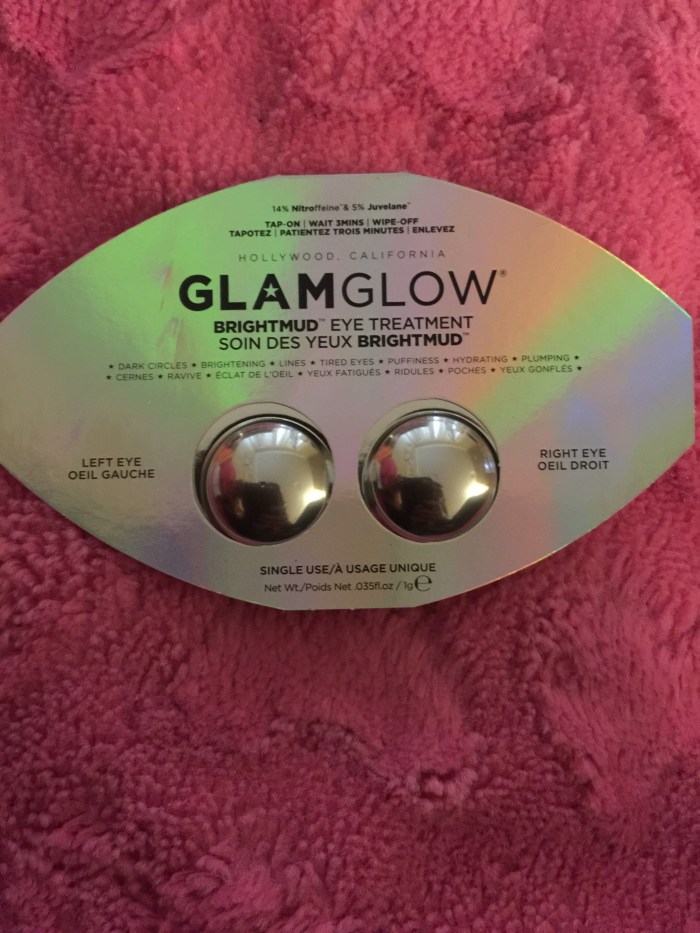 14% Nitroffeine™ & 5% Juvelane™
TAP-ON | WAIT 3MINS | WIPE-OFF
TAPOTEZ | PATIENTEZ TROIS MINUTES | ENLEVEZ
HOLLYWOOD, CALIFORNIA
GLAMGLOW®
BRIGHTMUD™ EYE TREATMENT
SOIN DES YEUX BRIGHTMUD™
★ DARK CIRCLES ★ BRIGHTENING ★ LINES ★ TIRED EYES ★ PUFFINESS ★ HYDRATING ★ PLUMPING ★
★ CERNES ★ RAVIVE ★ ÉCLAT DE L'OEIL ★ YEUX FATIGUÉS ★ RIDULES ★ POCHES ★ YEUX GONFLÉS ★
LEFT EYE
OEIL GAUCHE
RIGHT EYE
OEIL DROIT
SINGLE USE/À USAGE UNIQUE
Net Wt./Poids Net .035fl.oz / 1g ℮